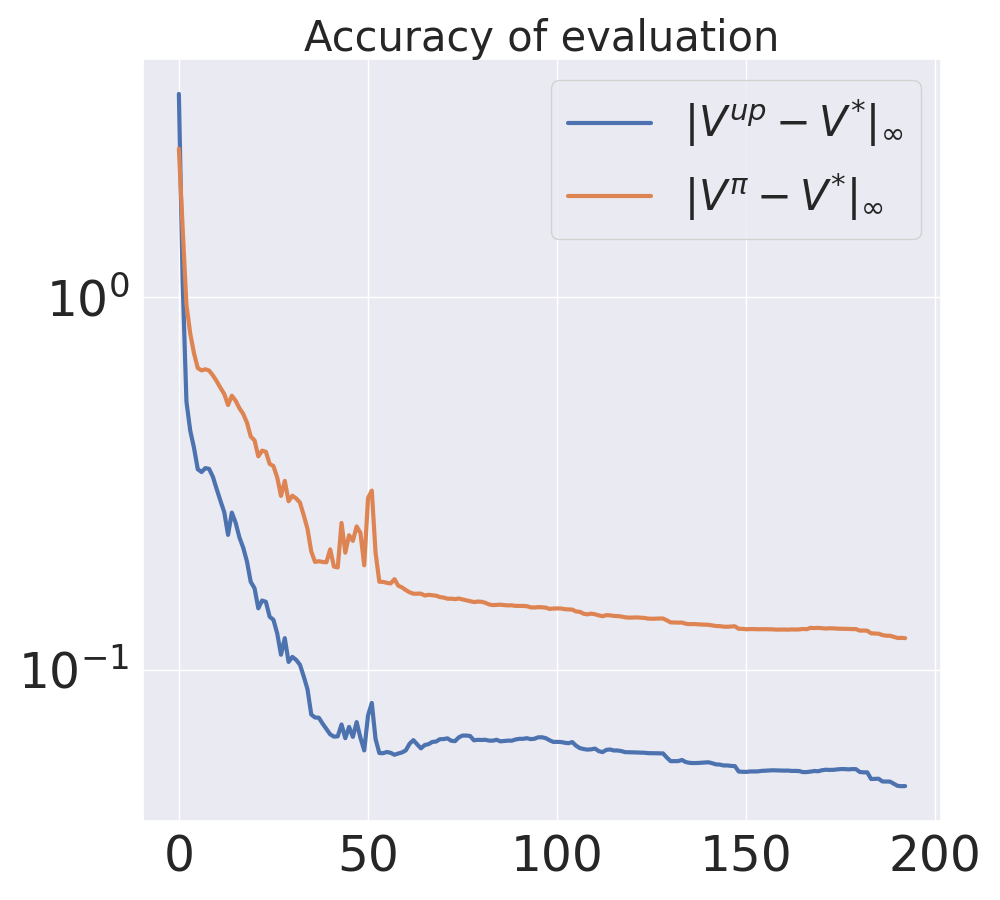 Accuracy of evaluation
|V^{up} − V^*|_∞
|V^π − V^*|_∞
10^0
10^{−1}
0 50 100 150 200